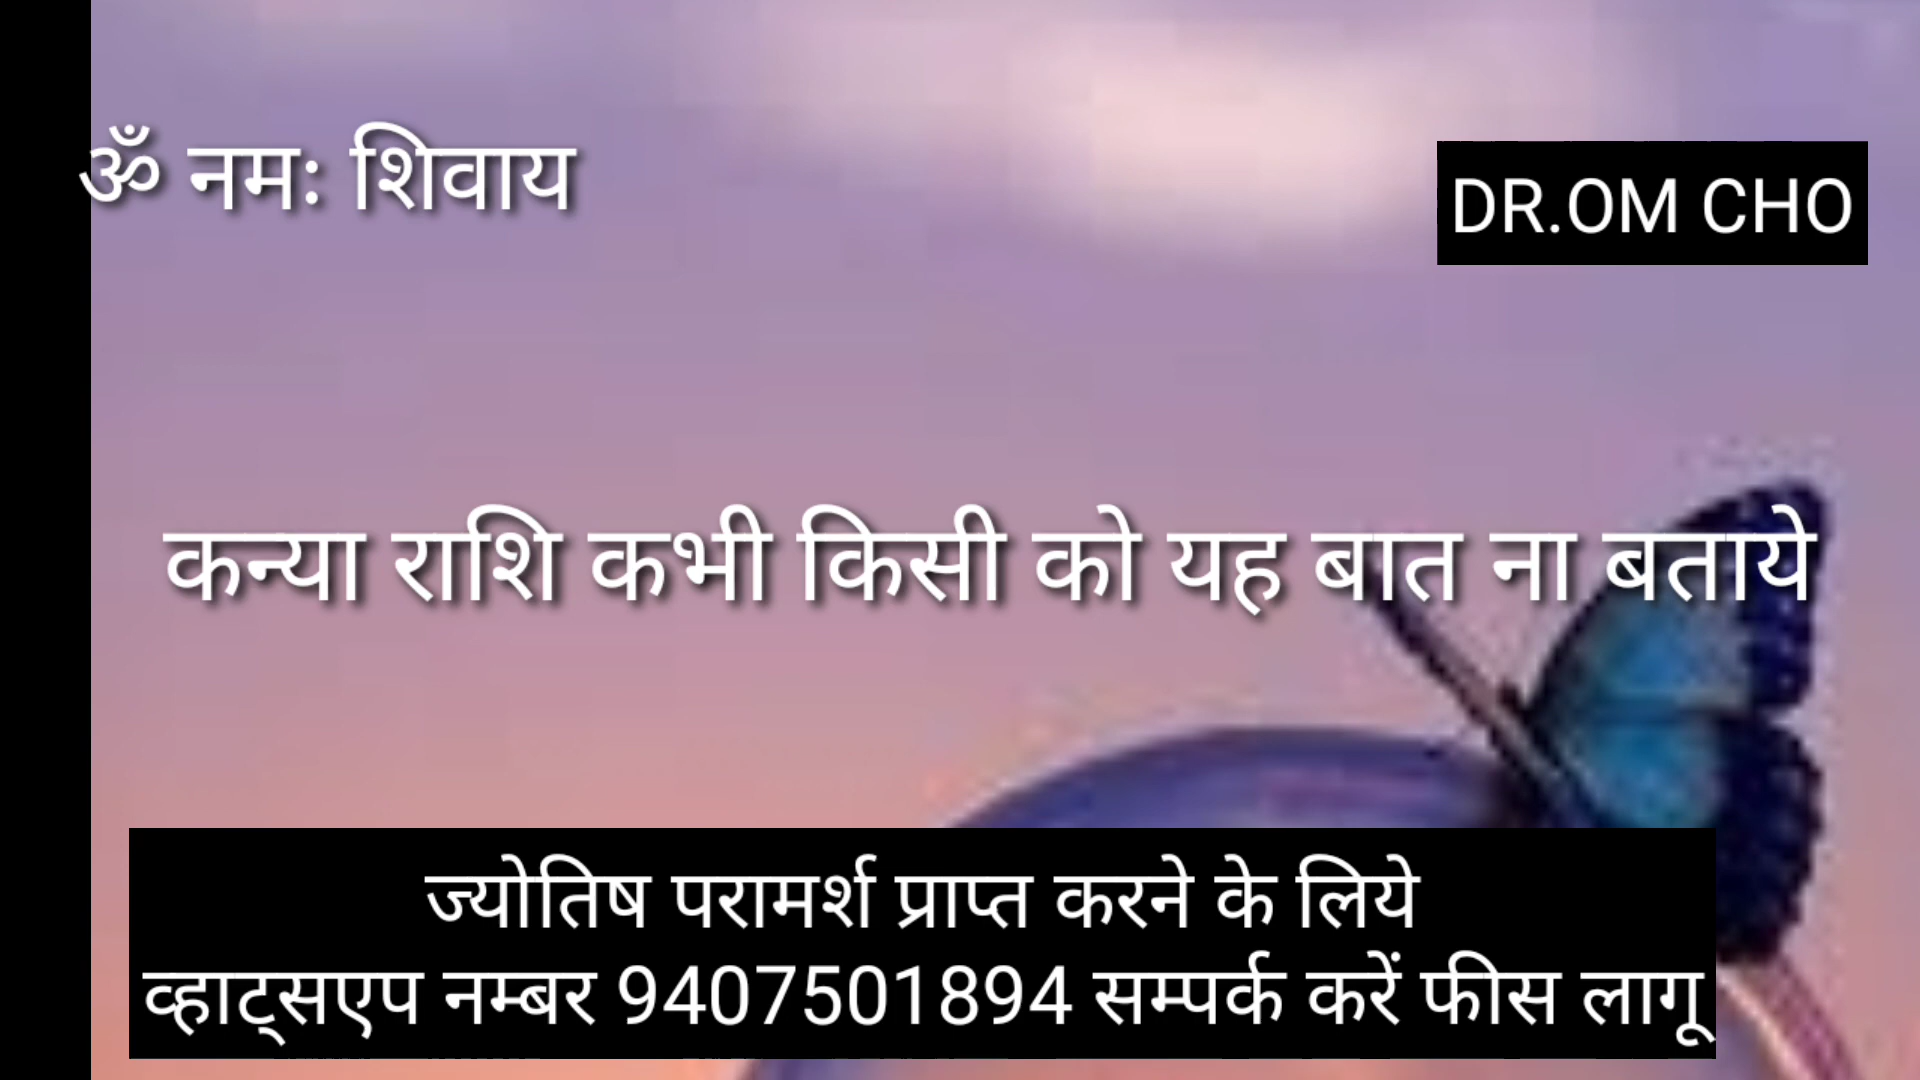 ॐ नमः शिवाय
DR.OM CHO
कन्या राशि कभी किसी को यह बात ना बताये
ज्योतिष परामर्श प्राप्त करने के लिये
व्हाट्सएप नम्बर 9407501894 सम्पर्क करें फीस लागू